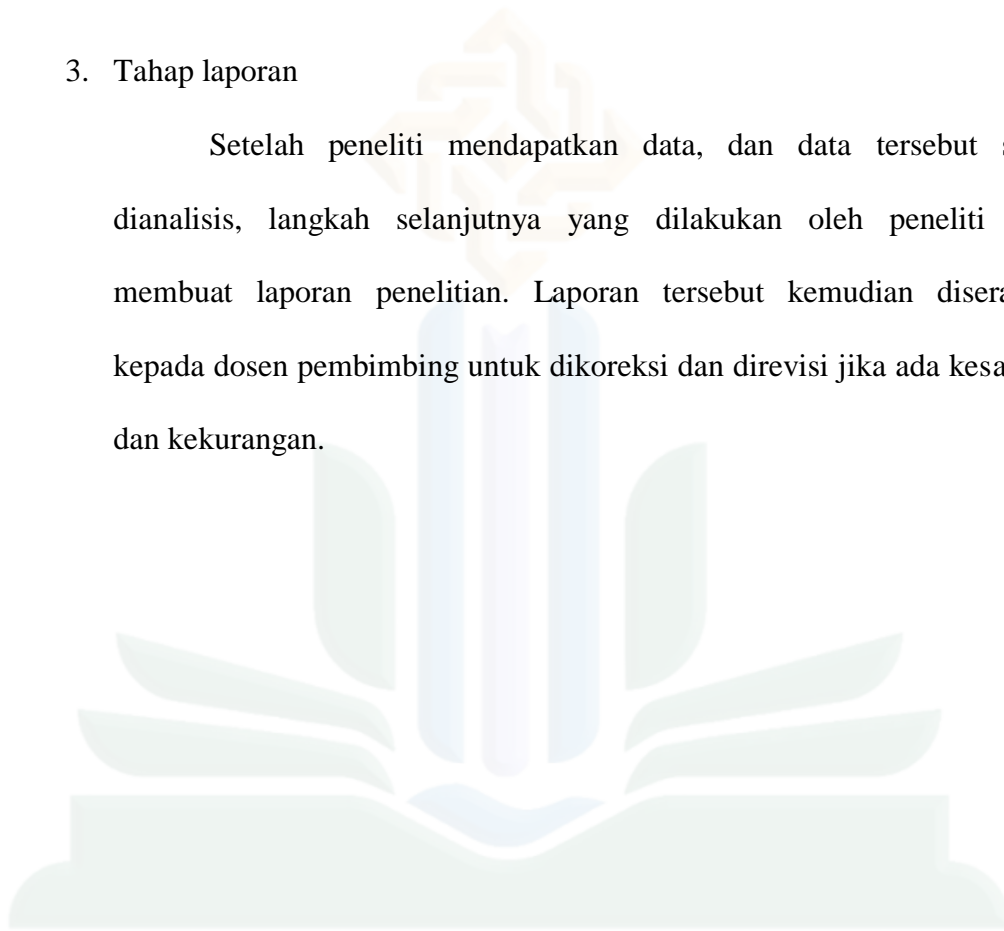 3. Tahap laporan
Setelah peneliti mendapatkan data, dan data tersebut
dianalisis, langkah selanjutnya yang dilakukan oleh peneliti
membuat laporan penelitian. Laporan tersebut kemudian
kepada dosen pembimbing untuk dikoreksi dan direvisi jika ada
dan kekurangan.